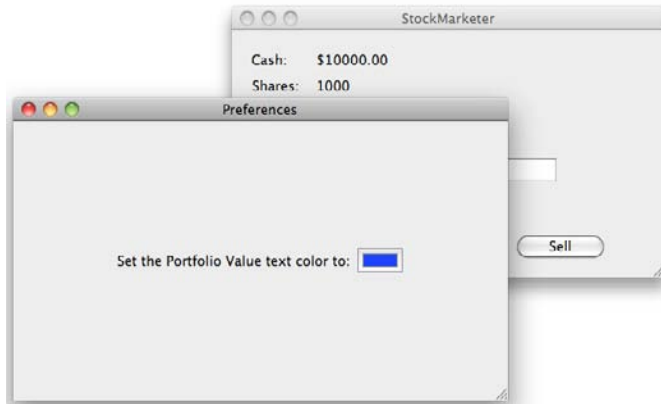 StockMarketer
Cash: $10000.00
Shares: 1000
Preferences
Set the Portfolio Value text color to:
Sell